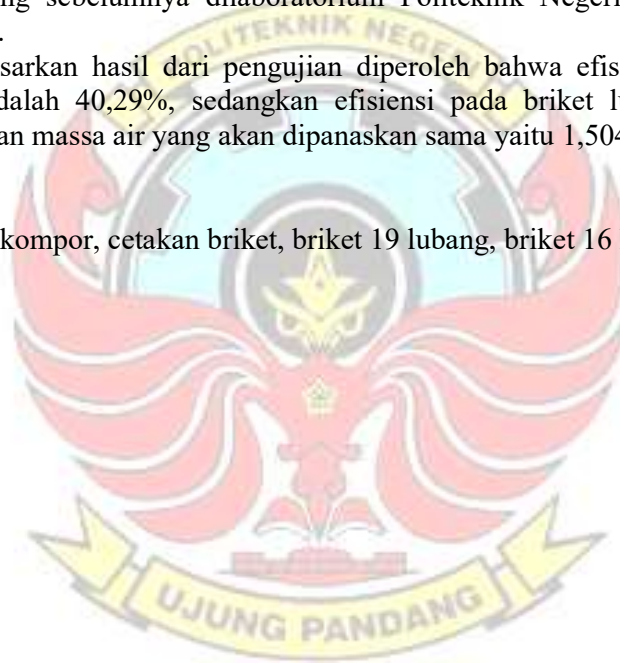 ng sebelumnya dilaboratorium Politeknik Negeri
.
sarkan hasil dari pengujian diperoleh bahwa efis
dalah 40,29%, sedangkan efisiensi pada briket lu
an massa air yang akan dipanaskan sama yaitu 1,504
kompor, cetakan briket, briket 19 lubang, briket 16
POLITEKNIK NEGERI
UJUNG PANDANG